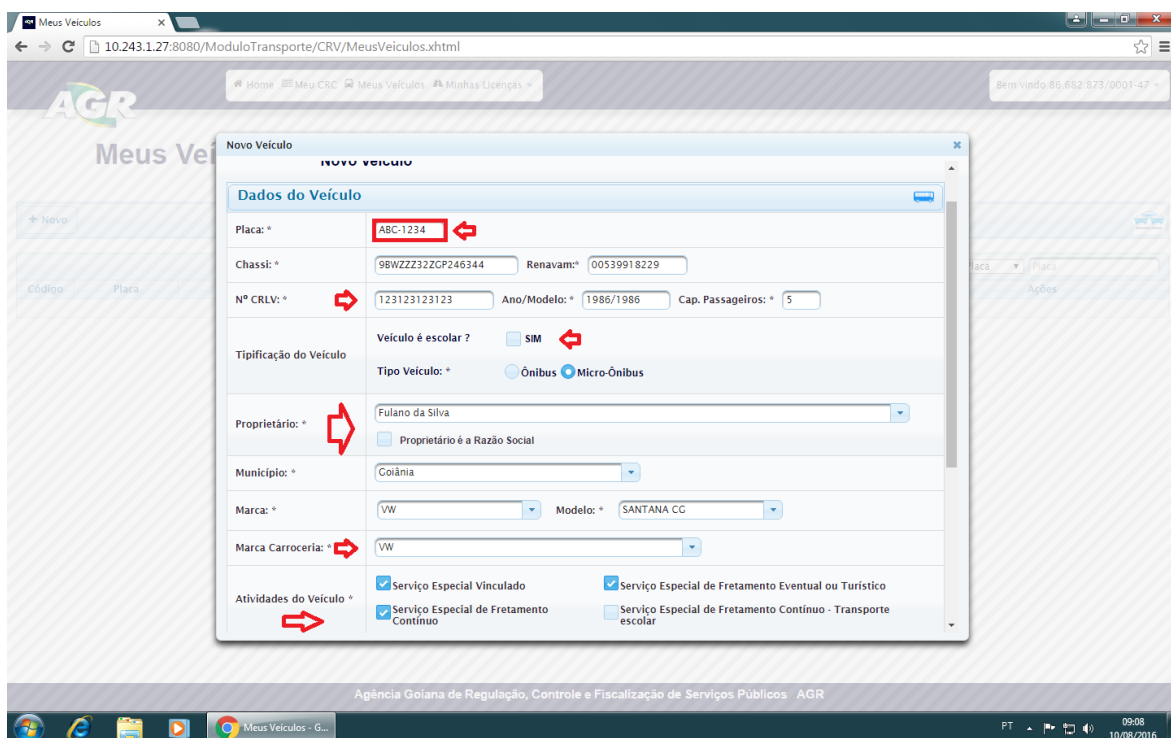 Meus Veículos
10.243.1.27:8080/ModuloTransporte/CRV/MeusVeiculos.xhtml
AGR
Home Meu CRC Meus Veículos Minhas Licenças
Bem vindo 86.682.873/0001-47
Meus Veí
Novo Veículo
Novo Veículo
Dados do Veículo
+ Novo
Placa: * ABC-1234
Chassi: * 9BWZZZ32ZGP246344 Renavam:* 00539918229
Placa Placa
Código Placa Ações
Nº CRLV: * 123123123123 Ano/Modelo: * 1986/1986 Cap. Passageiros: * 5
Tipificação do Veículo
Veículo é escolar ? SIM
Tipo Veículo: * Ônibus Micro-Ônibus
Proprietário: * Fulano da Silva
Proprietário é a Razão Social
Município: * Goiânia
Marca: * VW Modelo: * SANTANA CG
Marca Carroceria: * VW
Atividades do Veículo *
Serviço Especial Vinculado Serviço Especial de Fretamento Eventual ou Turístico
Serviço Especial de Fretamento Contínuo Serviço Especial de Fretamento Contínuo - Transporte escolar
Agência Goiana de Regulação, Controle e Fiscalização de Serviços Públicos AGR
Meus Veículos - G...
PT
09:08
10/08/2016